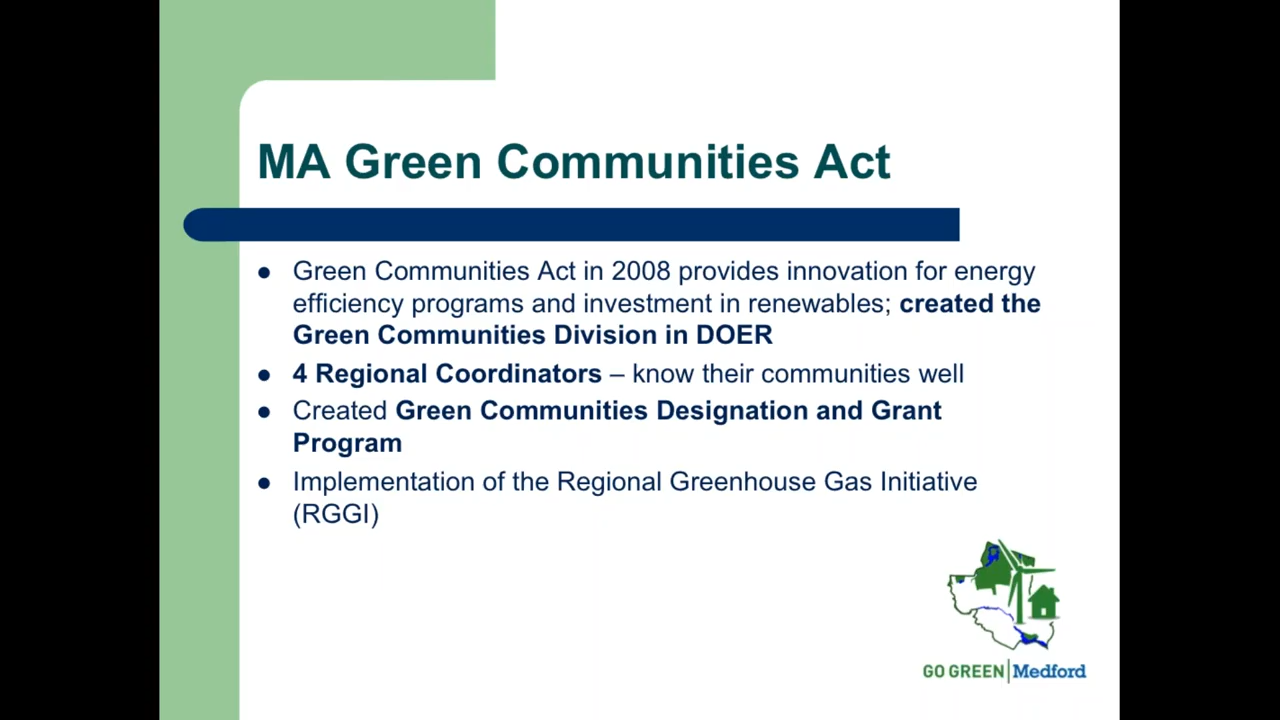 MA Green Communities Act
● Green Communities Act in 2008 provides innovation for energy
efficiency programs and investment in renewables; created the
Green Communities Division in DOER
● 4 Regional Coordinators – know their communities well
● Created Green Communities Designation and Grant
Program
● Implementation of the Regional Greenhouse Gas Initiative
(RGGI)
GO GREEN|Medford